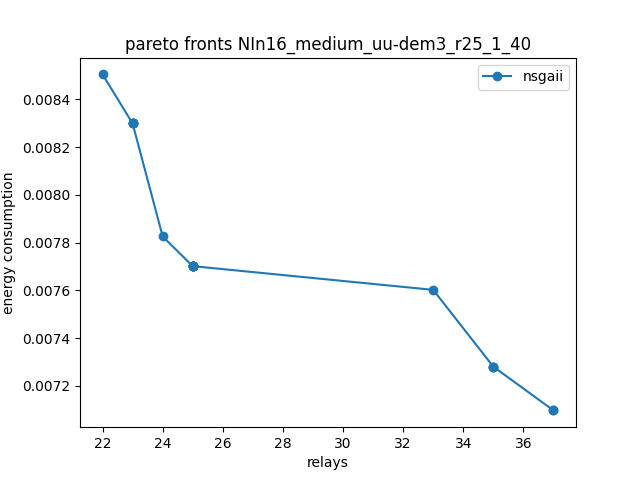 pareto fronts NIn16_medium_uu-dem3_r25_1_40
nsgaii
energy consumption
0.0084
0.0082
0.0080
0.0078
0.0076
0.0074
0.0072
22 24 26 28 30 32 34 36
relays